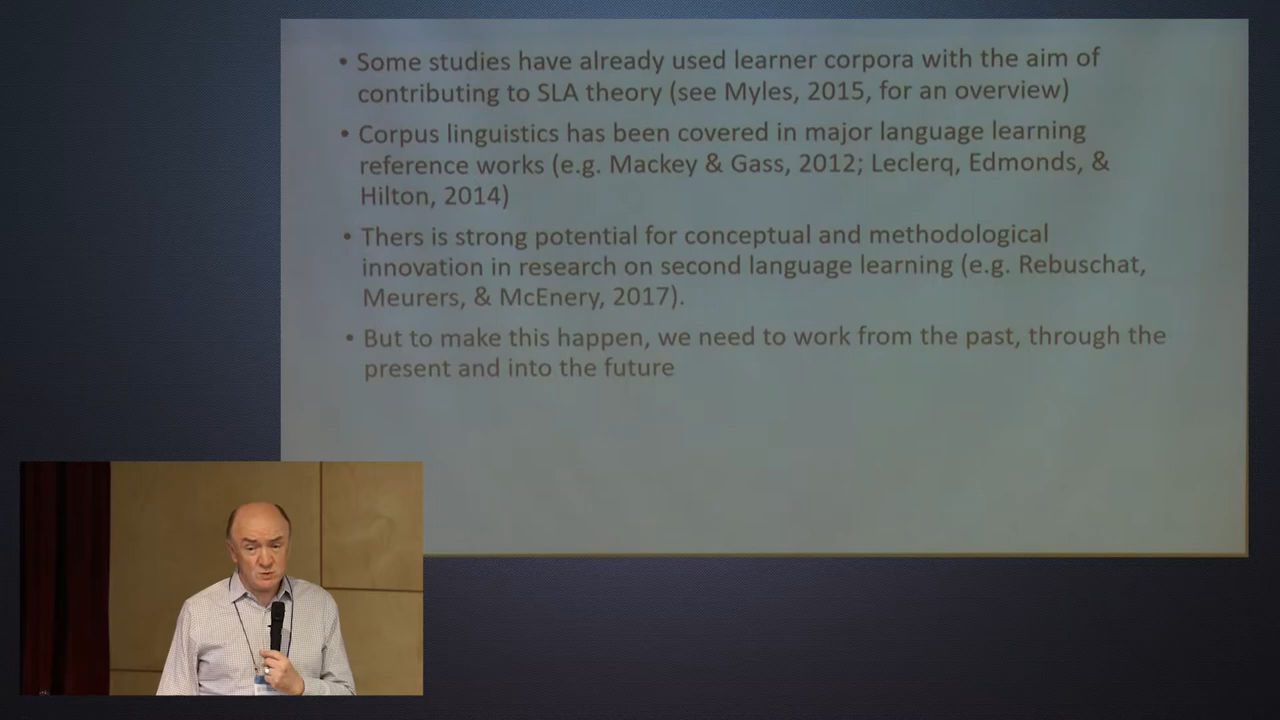 • Some studies have already used learner corpora with the aim of
contributing to SLA theory (see Myles, 2015, for an overview)
• Corpus linguistics has been covered in major language learning
reference works (e.g. Mackey & Gass, 2012; Leclerq, Edmonds, &
Hilton, 2014)
• Thers is strong potential for conceptual and methodological
innovation in research on second language learning (e.g. Rebuschat,
Meurers, & McEnery, 2017).
• But to make this happen, we need to work from the past, through the
present and into the future